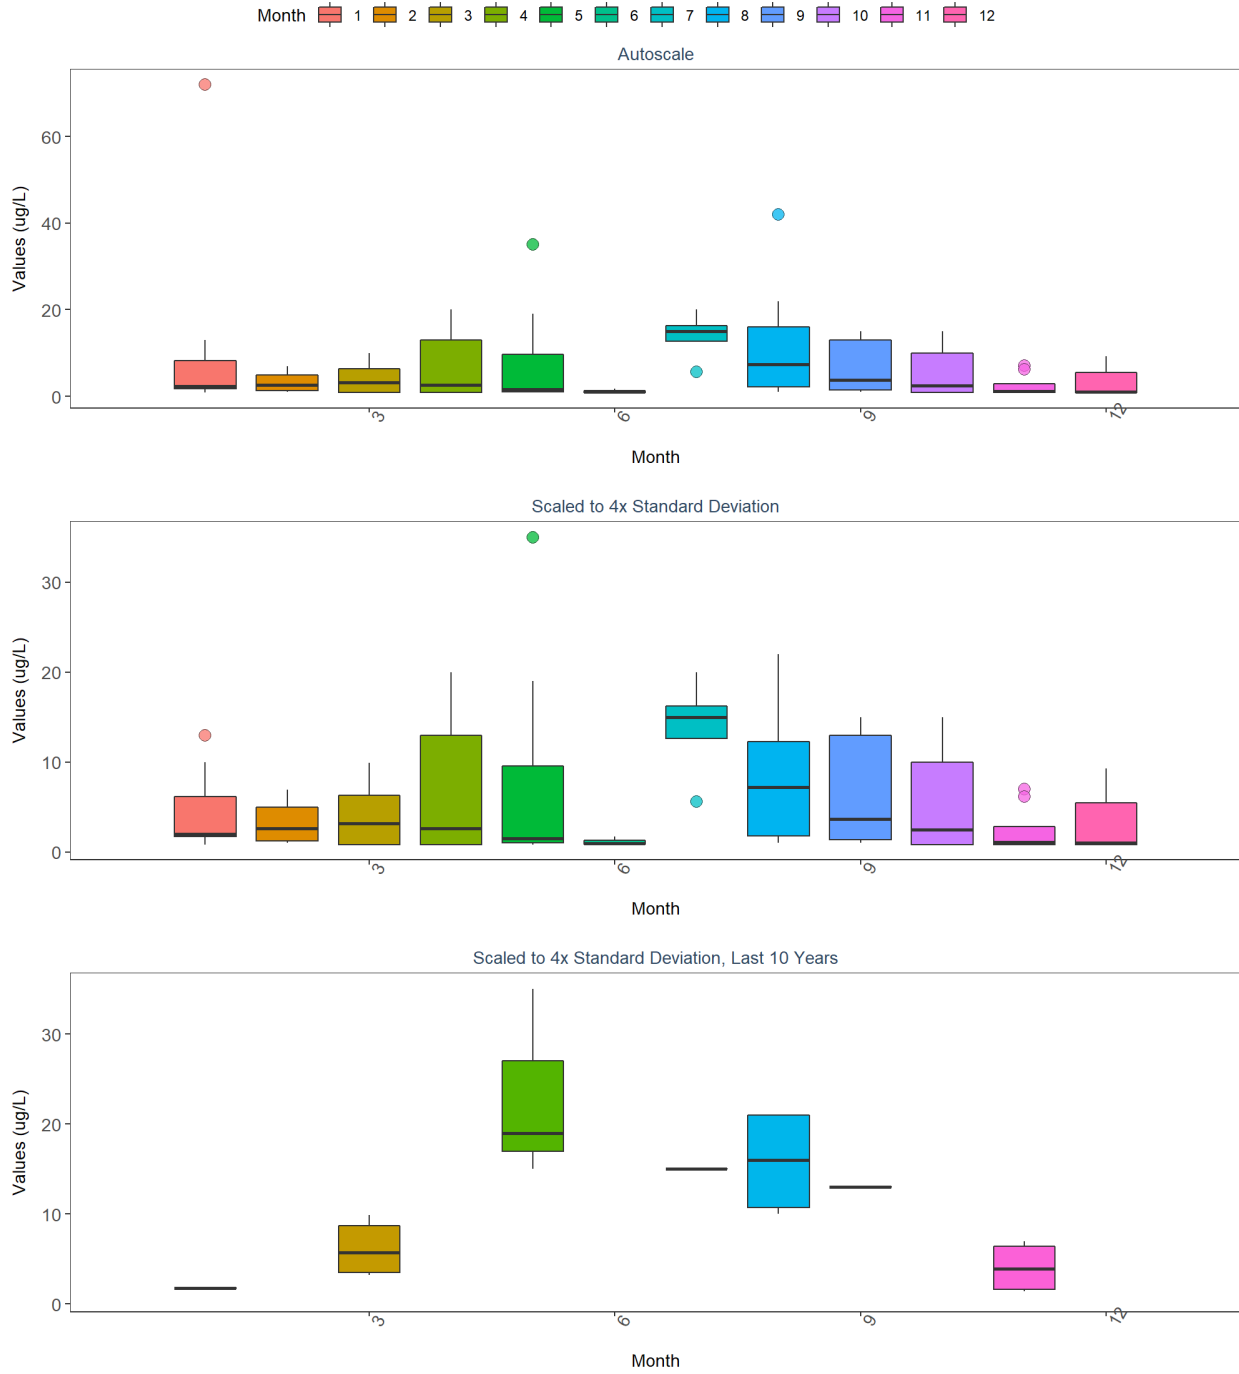 Month 1 2 3 4 5 6 7 8 9 10 11 12
Autoscale
Values (ug/L)
60
40
20
0
3 6 9 12
Month
Scaled to 4x Standard Deviation
Values (ug/L)
30
20
10
0
3 6 9 12
Month
Scaled to 4x Standard Deviation, Last 10 Years
Values (ug/L)
30
20
10
0
3 6 9 12
Month